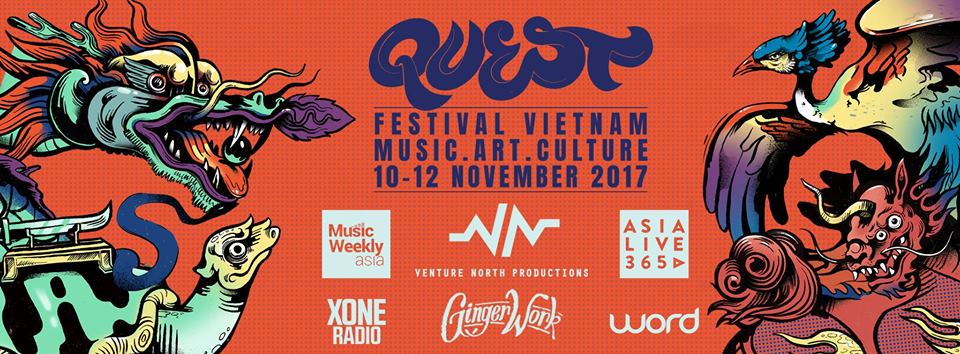 QUEST
FESTIVAL VIETNAM
MUSIC.ART.CULTURE
10-12 NOVEMBER 2017
Music
Weekly
asia
VENTURE NORTH PRODUCTIONS
ASIA
LIVE
365
XONE
RADIO
GingerWork
word